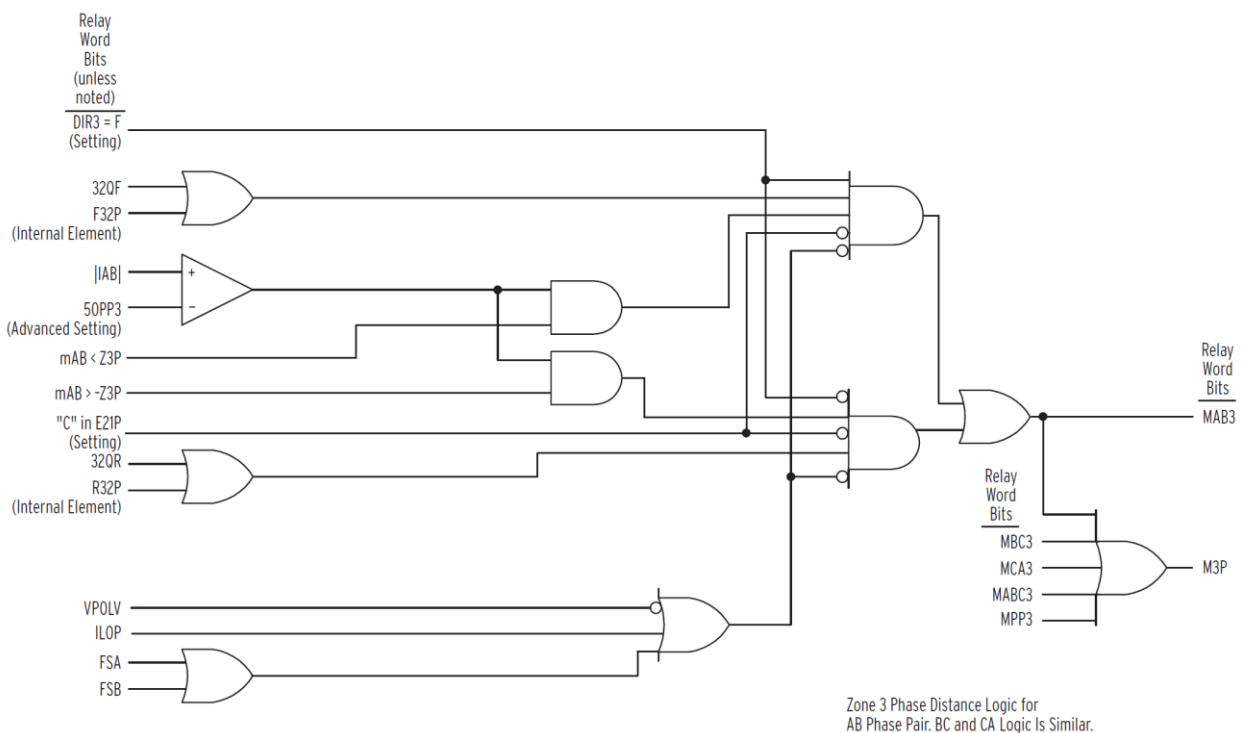 Relay
Word
Bits
(unless
noted)
DIR3 = F
(Setting)
32QF
F32P
(Internal Element)
|IAB|
+
50PP3
−
(Advanced Setting)
mAB < Z3P
mAB > -Z3P
"C" in E21P
(Setting)
32QR
R32P
(Internal Element)
VPOLV
ILOP
FSA
FSB
Relay
Word
Bits
MAB3
Relay
Word
Bits
MBC3
MCA3
MABC3
MPP3
M3P
Zone 3 Phase Distance Logic for
AB Phase Pair. BC and CA Logic Is Similar.